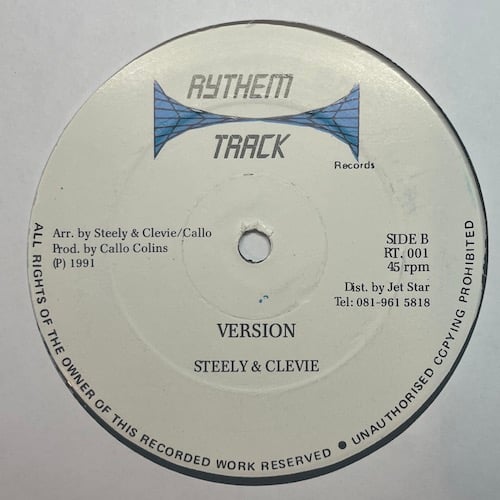 RYTHEM
TRACK
Records
Arr. by Steely & Clevie/Callo
Prod. by Callo Colins
(P) 1991
SIDE B
RT. 001
45 rpm
Dist. by Jet Star
Tel: 081-961 5818
VERSION
STEELY & CLEVIE
ALL RIGHTS OF THE OWNER OF THIS RECORDED WORK RESERVED ● UNAUTHORISED COPYING PROHIBITED